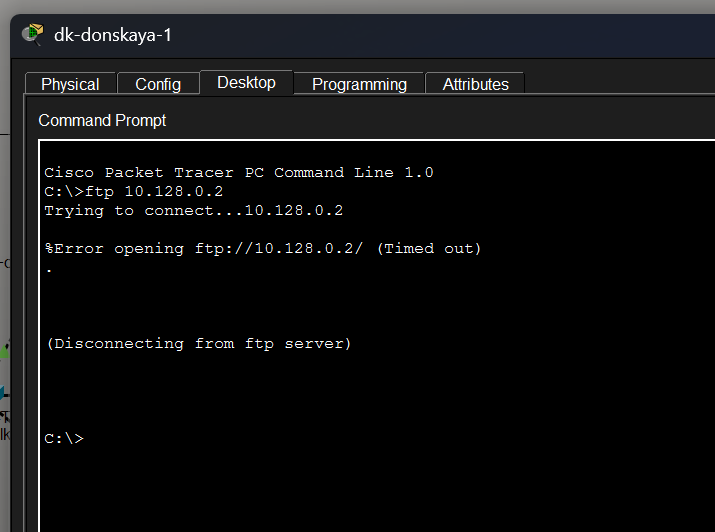 dk-donskaya-1
Physical Config Desktop Programming Attributes
Command Prompt
Cisco Packet Tracer PC Command Line 1.0
C:\>ftp 10.128.0.2
Trying to connect...10.128.0.2
%Error opening ftp://10.128.0.2/ (Timed out)
.
(Disconnecting from ftp server)
C:\>